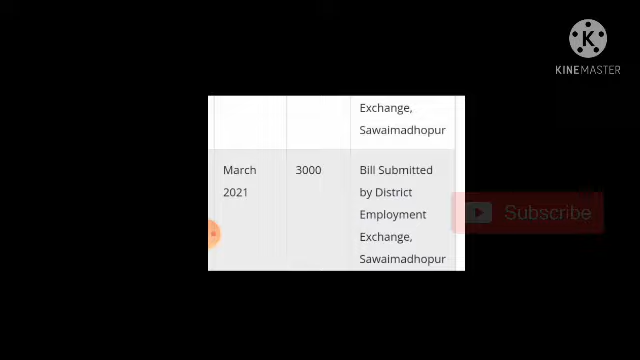 K
KINEMASTER
Exchange,
Sawaimadhopur
March 2021
3000
Bill Submitted
by District
Employment
Exchange,
Sawaimadhopur
Subscribe